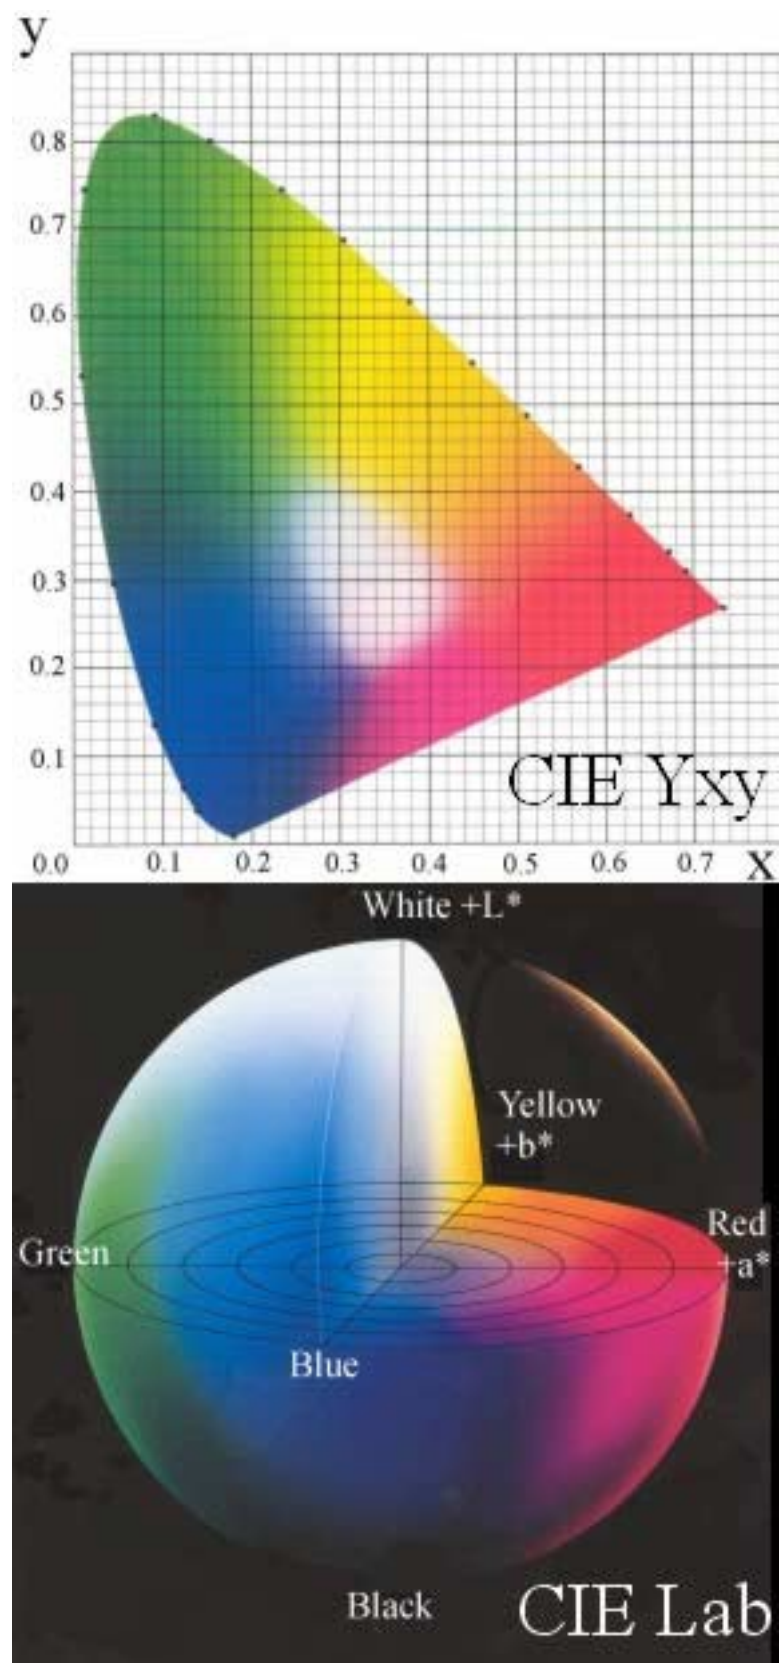 y
0.8
0.7
0.6
0.5
0.4
0.3
0.2
0.1
CIE Yxy
0.0 0.1 0.2 0.3 0.4 0.5 0.6 0.7 x
White +L*
Yellow
+b*
Red
+a*
Green
Blue
Black
CIE Lab